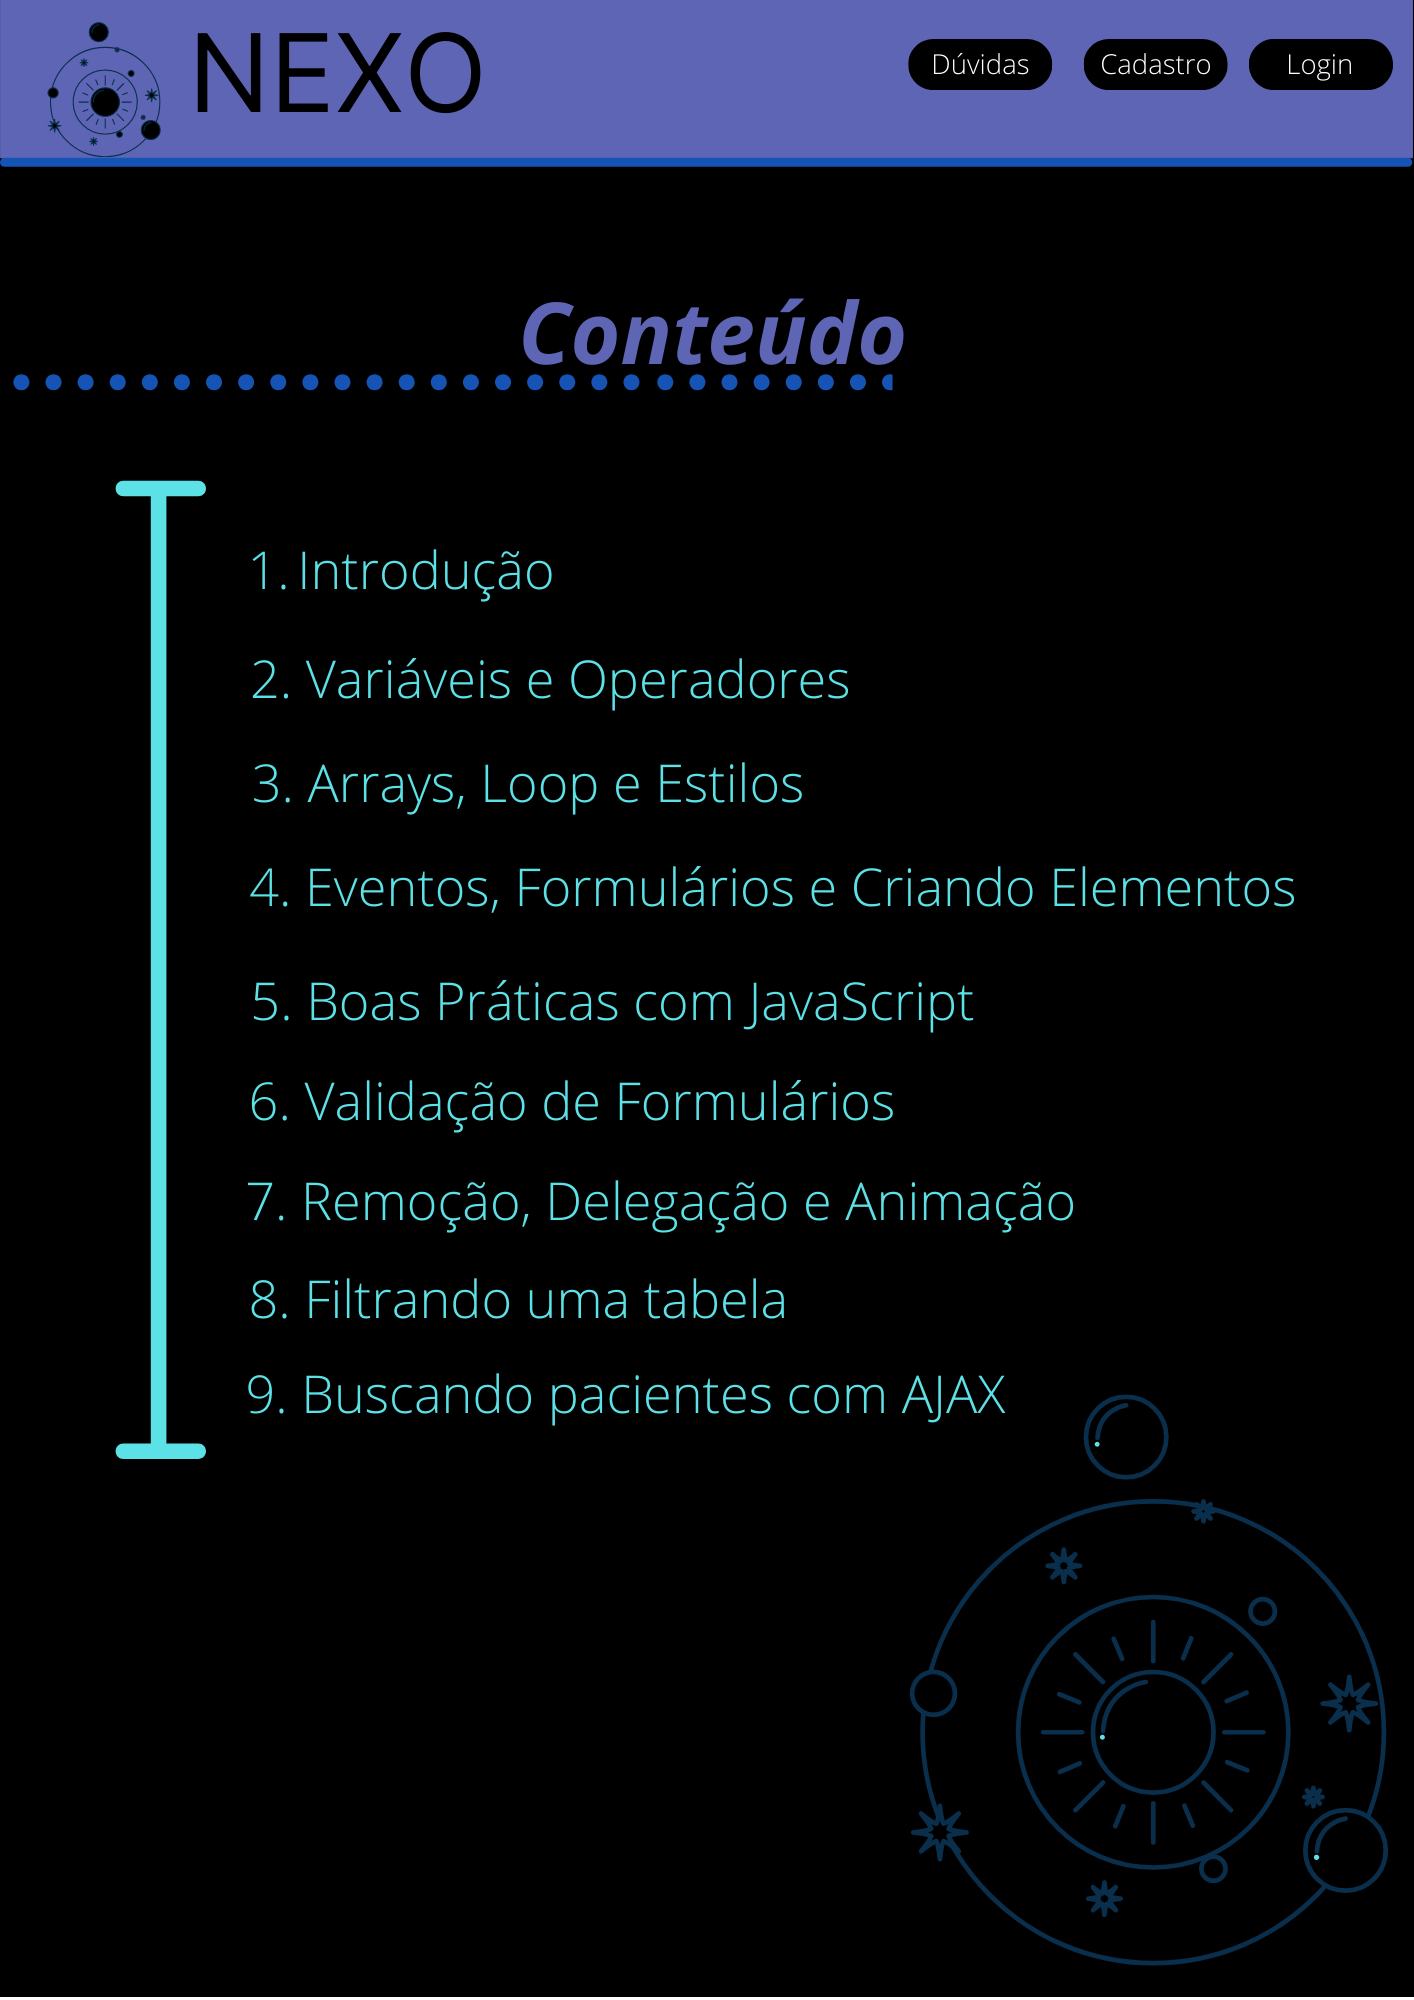 NEXO
Dúvidas Cadastro Login
Conteúdo
1. Introdução
2. Variáveis e Operadores
3. Arrays, Loop e Estilos
4. Eventos, Formulários e Criando Elementos
5. Boas Práticas com JavaScript
6. Validação de Formulários
7. Remoção, Delegação e Animação
8. Filtrando uma tabela
9. Buscando pacientes com AJAX